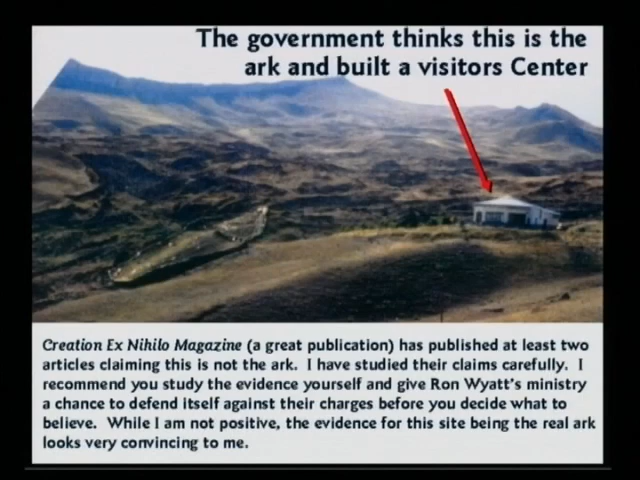 The government thinks this is the
ark and built a visitors Center
Creation Ex Nihilo Magazine (a great publication) has published at least two
articles claiming this is not the ark.  I have studied their claims carefully.  I
recommend you study the evidence yourself and give Ron Wyatt's ministry
a chance to defend itself against their charges before you decide what to
believe.  While I am not positive, the evidence for this site being the real ark
looks very convincing to me.